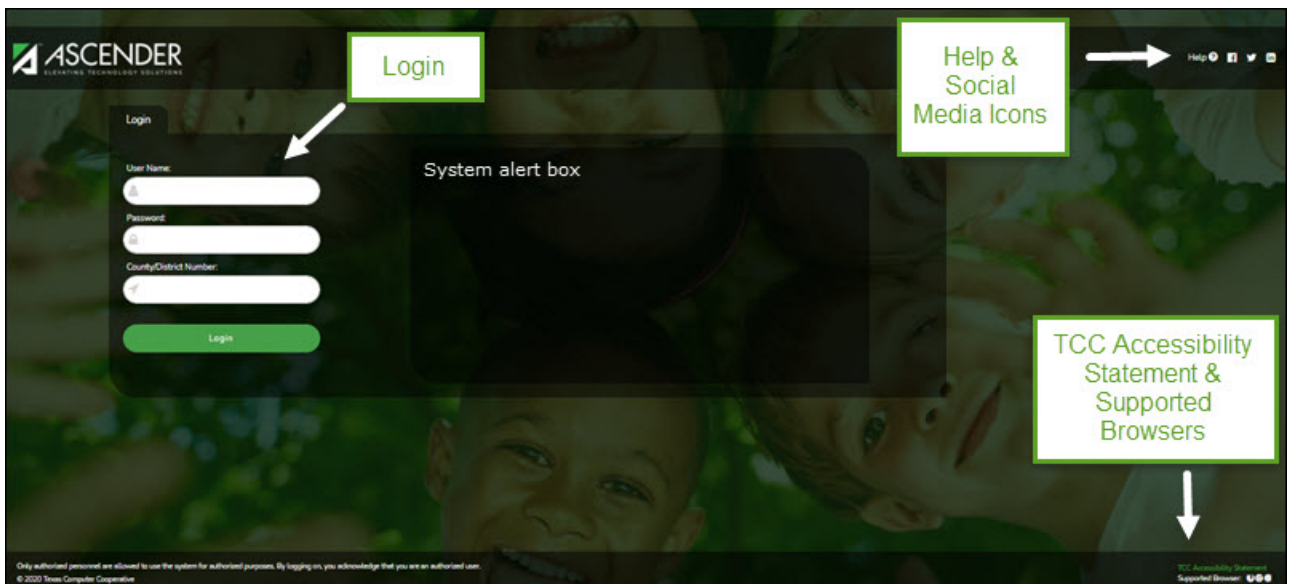 ASCENDER
ELEVATING TECHNOLOGY SOLUTIONS
Login
Help &
Social
Media Icons
Help
Login
User Name:
Password:
County/District Number:
Login
System alert box
TCC Accessibility
Statement &
Supported
Browsers
Only authorized personnel are allowed to use the system for authorized purposes. By logging on, you acknowledge that you are an authorized user.
© 2020 Texas Computer Cooperative
TCC Accessibility Statement
Supported Browser: